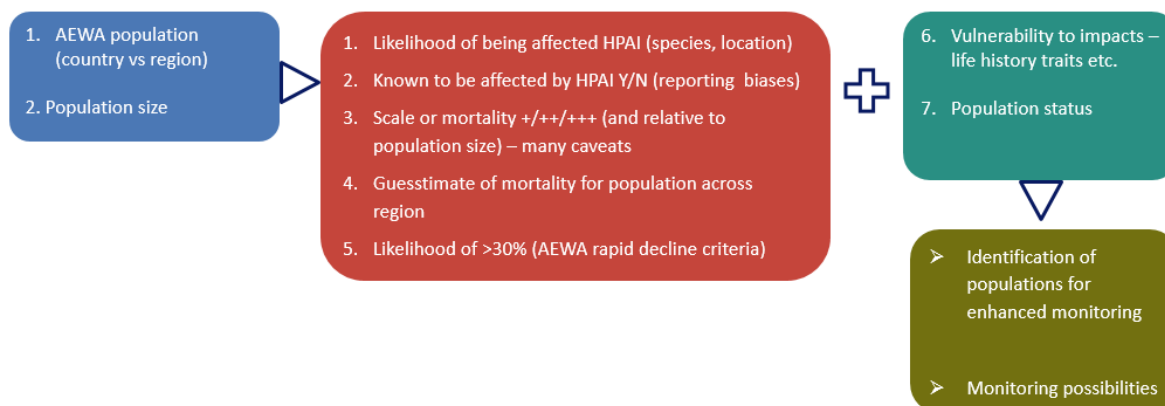 1. AEWA population
(country vs region)
2. Population size
1. Likelihood of being affected HPAI (species, location)
2. Known to be affected by HPAI Y/N (reporting biases)
3. Scale or mortality +/++/+++ (and relative to
population size) – many caveats
4. Guesstimate of mortality for population across
region
5. Likelihood of >30% (AEWA rapid decline criteria)
6. Vulnerability to impacts –
life history traits etc.
7. Population status
➢ Identification of
populations for
enhanced monitoring
➢ Monitoring possibilities